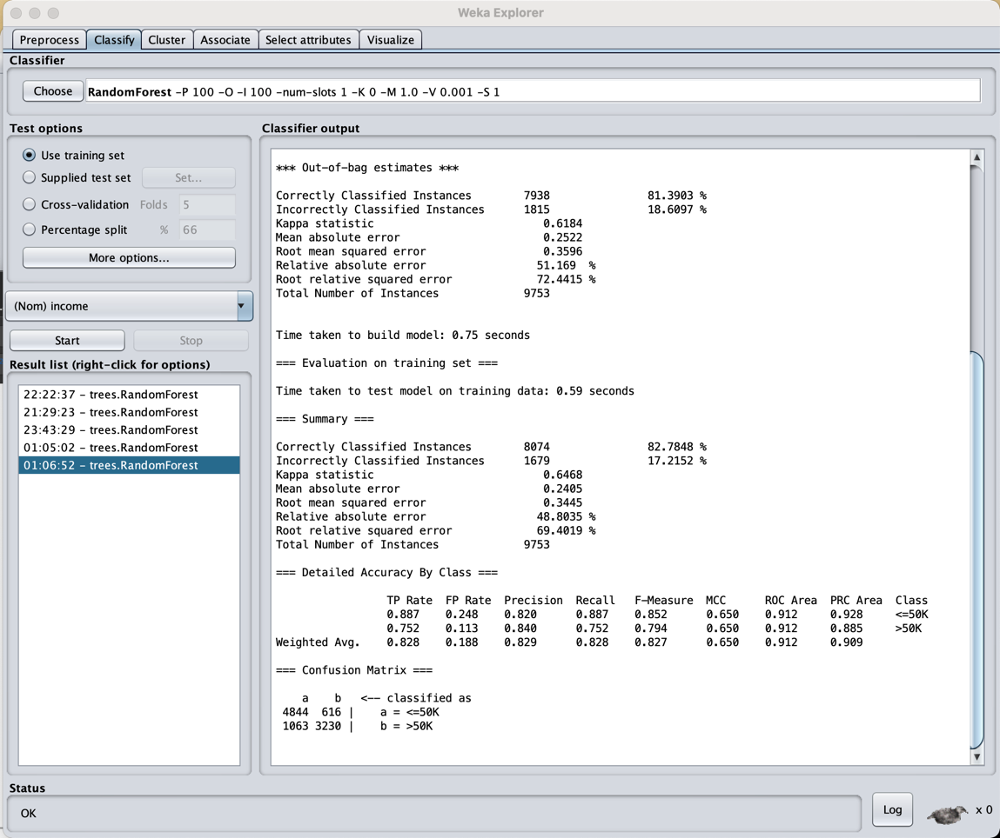 Weka Explorer
Preprocess Classify Cluster Associate Select attributes Visualize
Classifier
Choose RandomForest -P 100 -O -I 100 -num-slots 1 -K 0 -M 1.0 -V 0.001 -S 1
Test options
Use training set
Supplied test set Set...
Cross-validation Folds 5
Percentage split % 66
More options...
(Nom) income
Start Stop
Result list (right-click for options)
22:22:37 - trees.RandomForest
21:29:23 - trees.RandomForest
23:43:29 - trees.RandomForest
01:05:02 - trees.RandomForest
01:06:52 - trees.RandomForest
Classifier output
*** Out-of-bag estimates ***
Correctly Classified Instances 7938 81.3903 %
Incorrectly Classified Instances 1815 18.6097 %
Kappa statistic 0.6184
Mean absolute error 0.2522
Root mean squared error 0.3596
Relative absolute error 51.169 %
Root relative squared error 72.4415 %
Total Number of Instances 9753
Time taken to build model: 0.75 seconds
=== Evaluation on training set ===
Time taken to test model on training data: 0.59 seconds
=== Summary ===
Correctly Classified Instances 8074 82.7848 %
Incorrectly Classified Instances 1679 17.2152 %
Kappa statistic 0.6468
Mean absolute error 0.2405
Root mean squared error 0.3445
Relative absolute error 48.8035 %
Root relative squared error 69.4019 %
Total Number of Instances 9753
=== Detailed Accuracy By Class ===
TP Rate FP Rate Precision Recall F-Measure MCC ROC Area PRC Area Class
0.887 0.248 0.820 0.887 0.852 0.650 0.912 0.928 <=50K
0.752 0.113 0.840 0.752 0.794 0.650 0.912 0.885 >50K
Weighted Avg. 0.828 0.188 0.829 0.828 0.827 0.650 0.912 0.909
=== Confusion Matrix ===
a b <-- classified as
4844 616 | a = <=50K
1063 3230 | b = >50K
Status
OK
Log
x 0